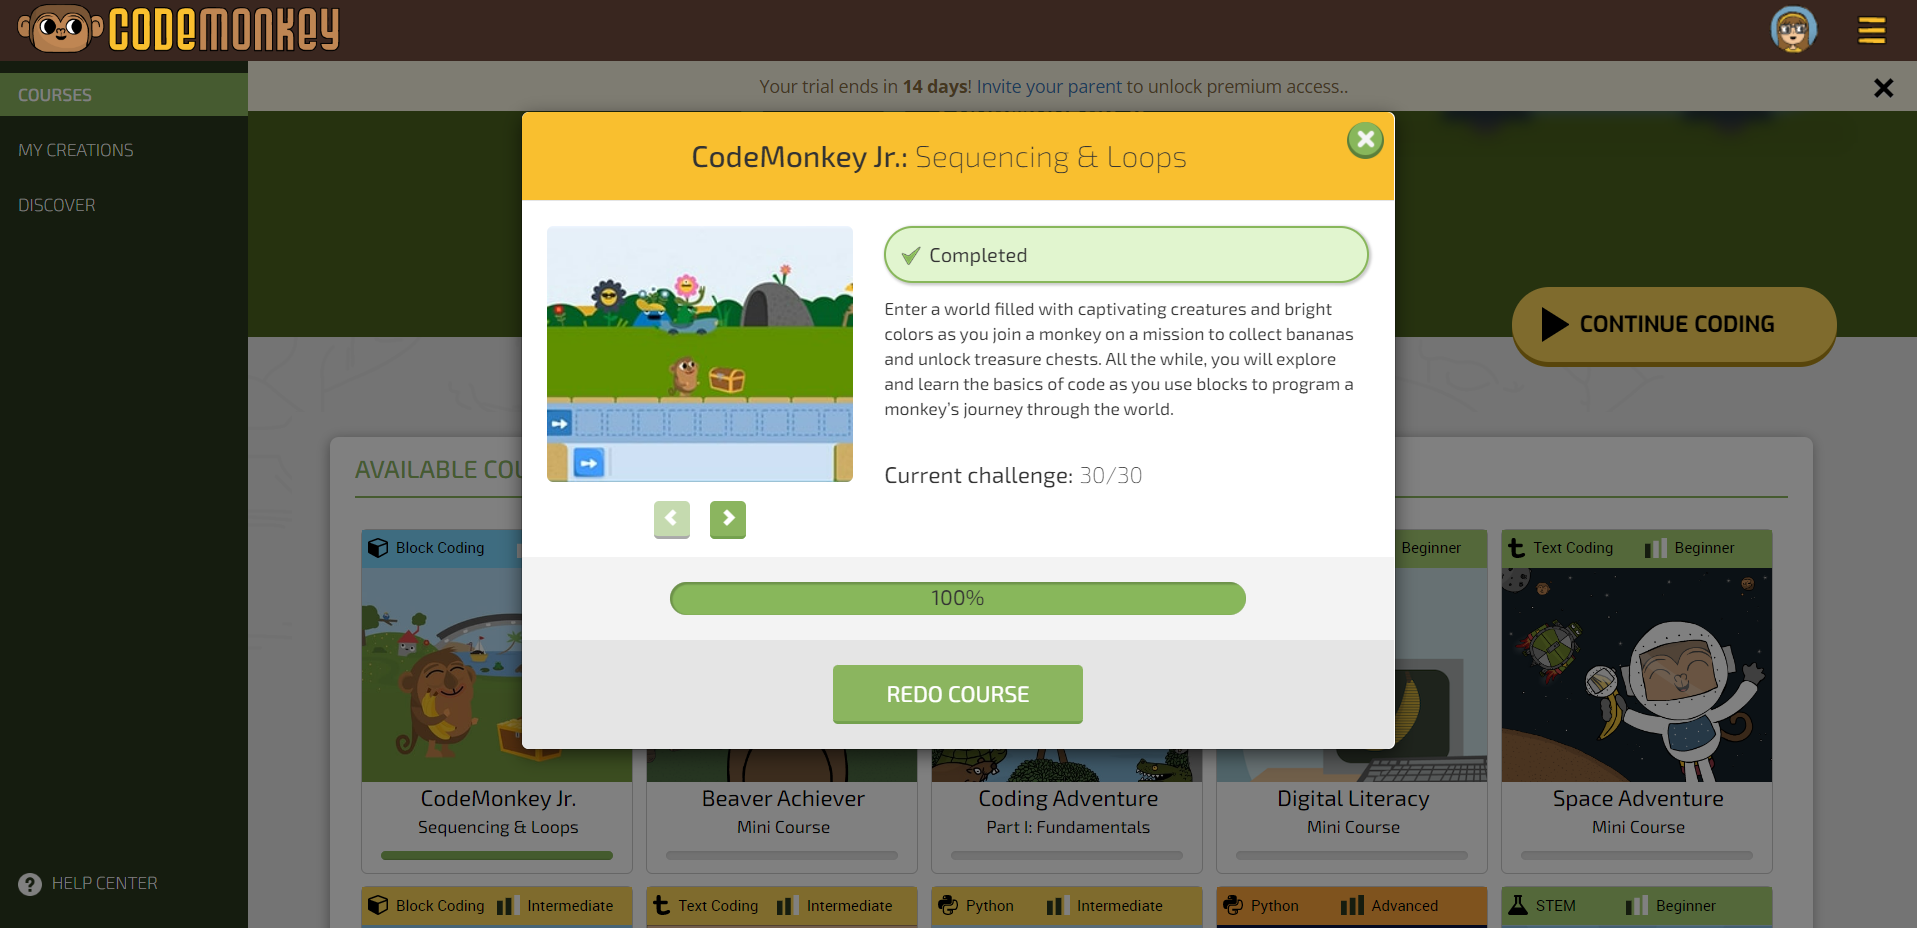 CODEMONKEY
Your trial ends in 14 days! Invite your parent to unlock premium access..
COURSES
MY CREATIONS
DISCOVER
HELP CENTER
CodeMonkey Jr.: Sequencing & Loops
Completed
Enter a world filled with captivating creatures and bright
colors as you join a monkey on a mission to collect bananas
and unlock treasure chests. All the while, you will explore
and learn the basics of code as you use blocks to program a
monkey's journey through the world.
Current challenge: 30/30
100%
REDO COURSE
CONTINUE CODING
AVAILABLE
Block Coding
Beginner
Text Coding Beginner
CodeMonkey Jr.
Sequencing & Loops
Beaver Achiever
Mini Course
Coding Adventure
Part I: Fundamentals
Digital Literacy
Mini Course
Space Adventure
Mini Course
Block Coding Intermediate
Text Coding Intermediate
Python Intermediate
Python Advanced
STEM Beginner